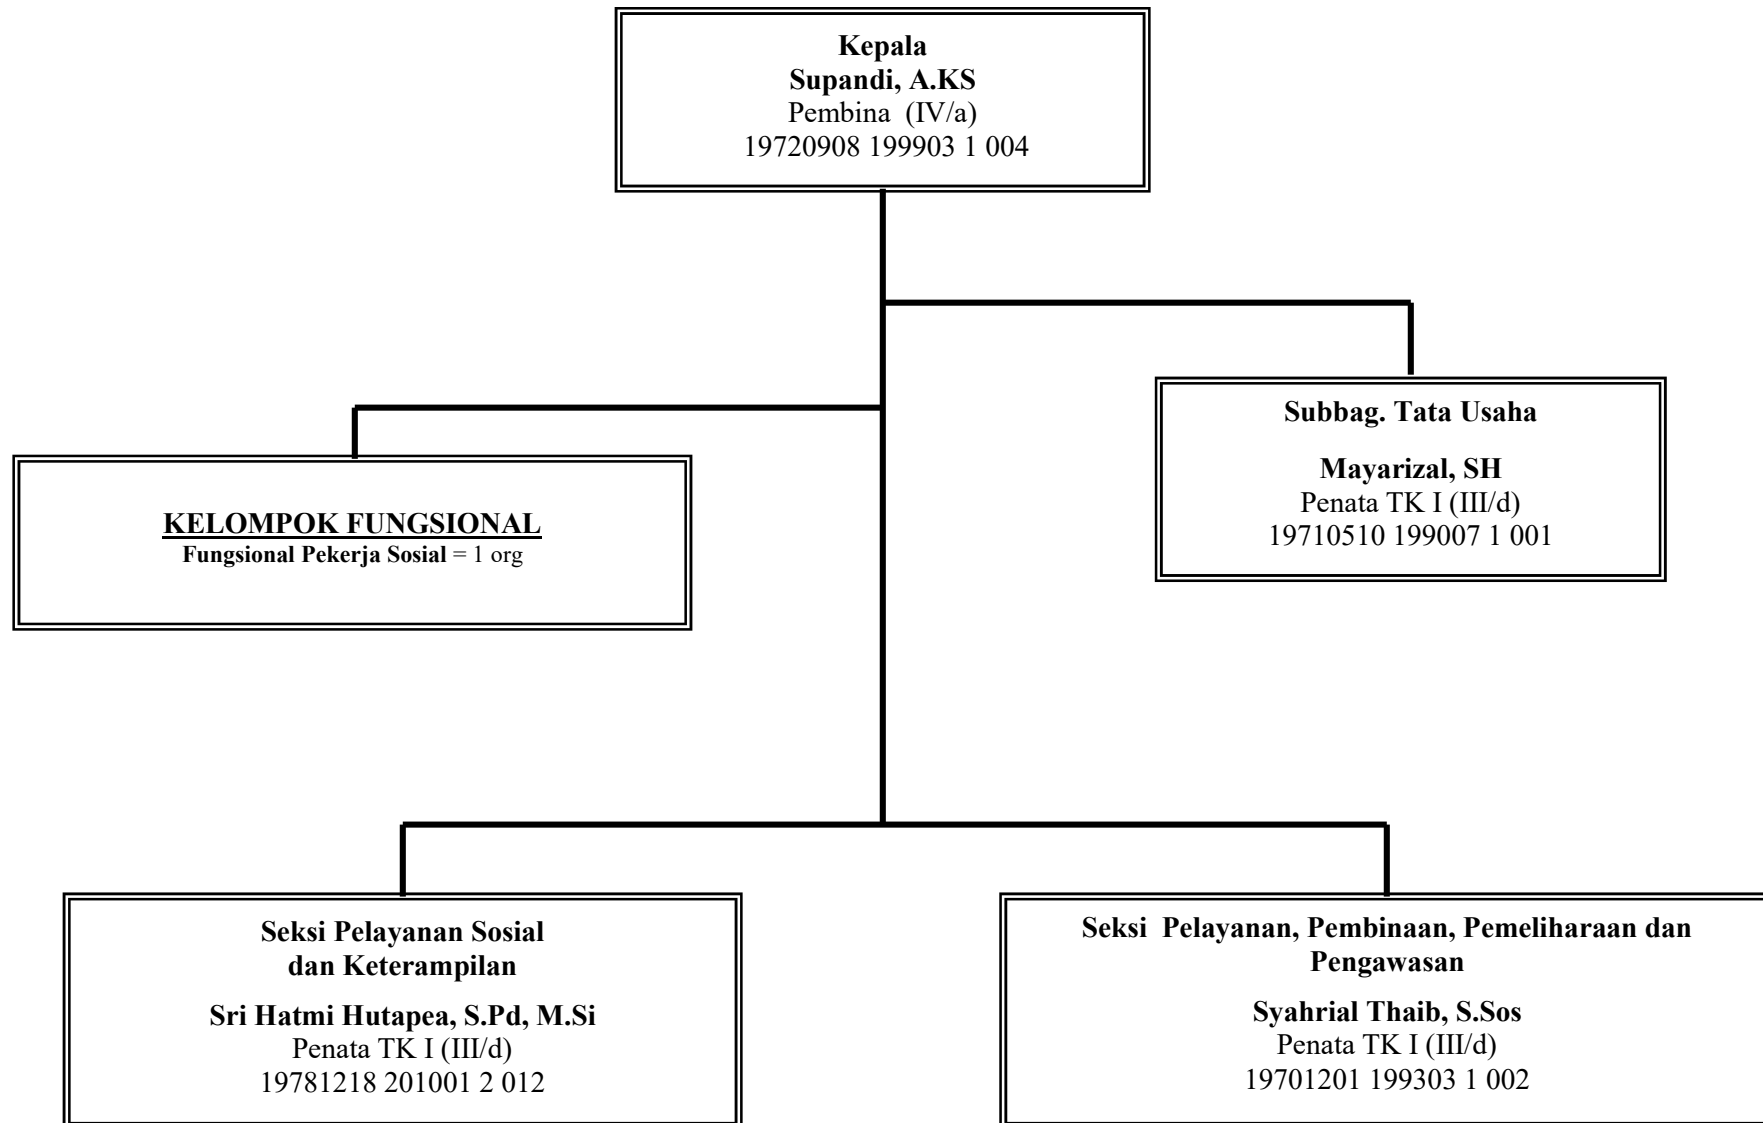 Kepala
Supandi, A.KS
Pembina  (IV/a)
19720908 199903 1 004
Subbag. Tata Usaha
Mayarizal, SH
Penata TK I (III/d)
19710510 199007 1 001
KELOMPOK FUNGSIONAL
Fungsional Pekerja Sosial = 1 org
Seksi Pelayanan Sosial
dan Keterampilan
Sri Hatmi Hutapea, S.Pd, M.Si
Penata TK I (III/d)
19781218 201001 2 012
Seksi  Pelayanan, Pembinaan, Pemeliharaan dan
Pengawasan
Syahrial Thaib, S.Sos
Penata TK I (III/d)
19701201 199303 1 002